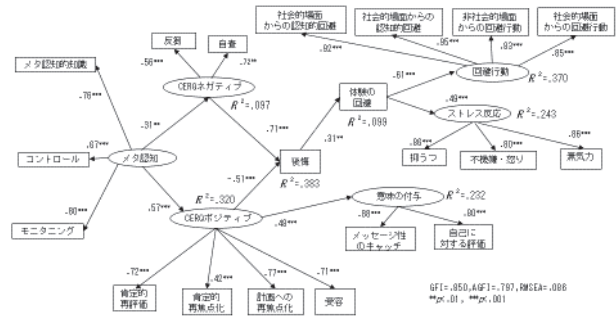 社会的場面
からの認知的回避
社会的場面からの
認知的回避
非社会的場面
からの回避行動
社会的場面
からの回避行動
反芻
自責
.92***
.95***
.93***
.85***
メタ認知的知識
.56***
.72**
CERQネガティブ
R²=.097
体験の
回避
R²=.099
.61***
回避行動
R²=.370
.76***
.31**
.71***
.49***
ストレス反応
R²=.243
.31**
コントロール
.67***
メタ認知
後悔
R²=.383
.86***
.80***
.86***
抑うつ
不機嫌・怒り
無気力
-.51***
R²=.320
.57***
意味の付与
R²=.232
.80***
モニタニング
CERQポジティブ
.48***
.88***
.80***
メッセージ性
のキャッチ
自己に
対する評価
.72***
.42***
.77***
.71***
肯定的
再評価
肯定的
再焦点化
計画への
再焦点化
受容
GFI=.850,AGFI=.797,RMSEA=.086
**p<.01, ***p<.001